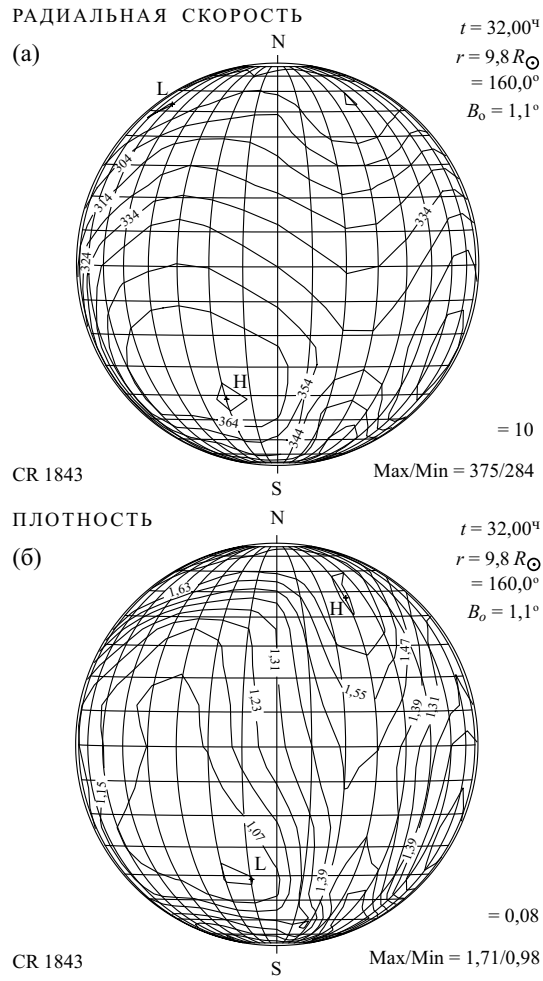 РАДИАЛЬНАЯ СКОРОСТЬ
(а)
t = 32,00ч
r = 9,8 R☉
= 160,0°
Bo = 1,1°
N
L
304
314
334
324
334
H
364
354
344
S
= 10
CR 1843
Max/Min = 375/284
ПЛОТНОСТЬ
(б)
t = 32,00ч
r = 9,8 R☉
= 160,0°
Bo = 1,1°
N
1,63
H
1,47
1,31
1,55
1,23
1,39
1,31
1,15
1,07
L
1,39
1,39
S
= 0,08
CR 1843
Max/Min = 1,71/0,98